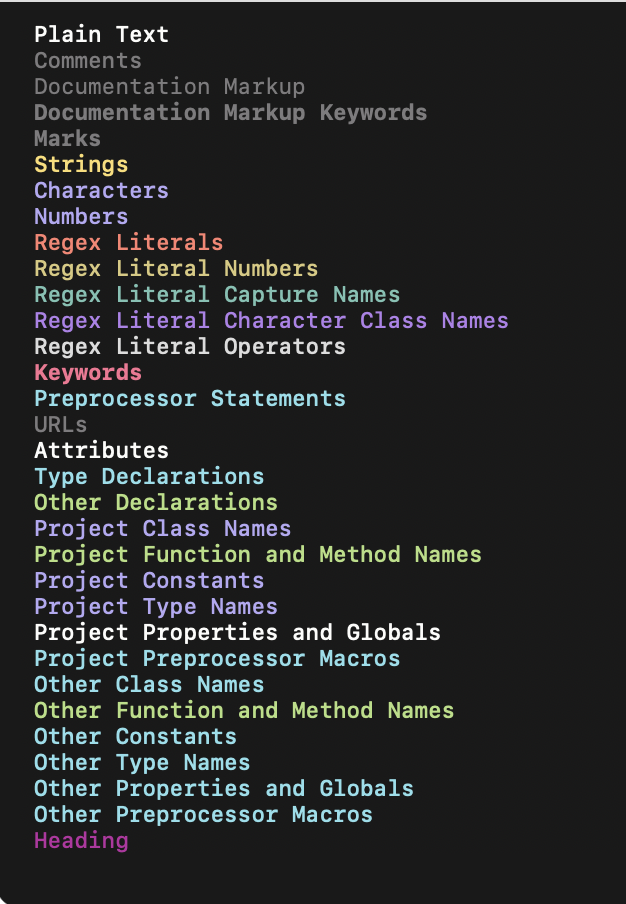 Plain Text
Comments
Documentation Markup
Documentation Markup Keywords
Marks
Strings
Characters
Numbers
Regex Literals
Regex Literal Numbers
Regex Literal Capture Names
Regex Literal Character Class Names
Regex Literal Operators
Keywords
Preprocessor Statements
URLs
Attributes
Type Declarations
Other Declarations
Project Class Names
Project Function and Method Names
Project Constants
Project Type Names
Project Properties and Globals
Project Preprocessor Macros
Other Class Names
Other Function and Method Names
Other Constants
Other Type Names
Other Properties and Globals
Other Preprocessor Macros
Heading